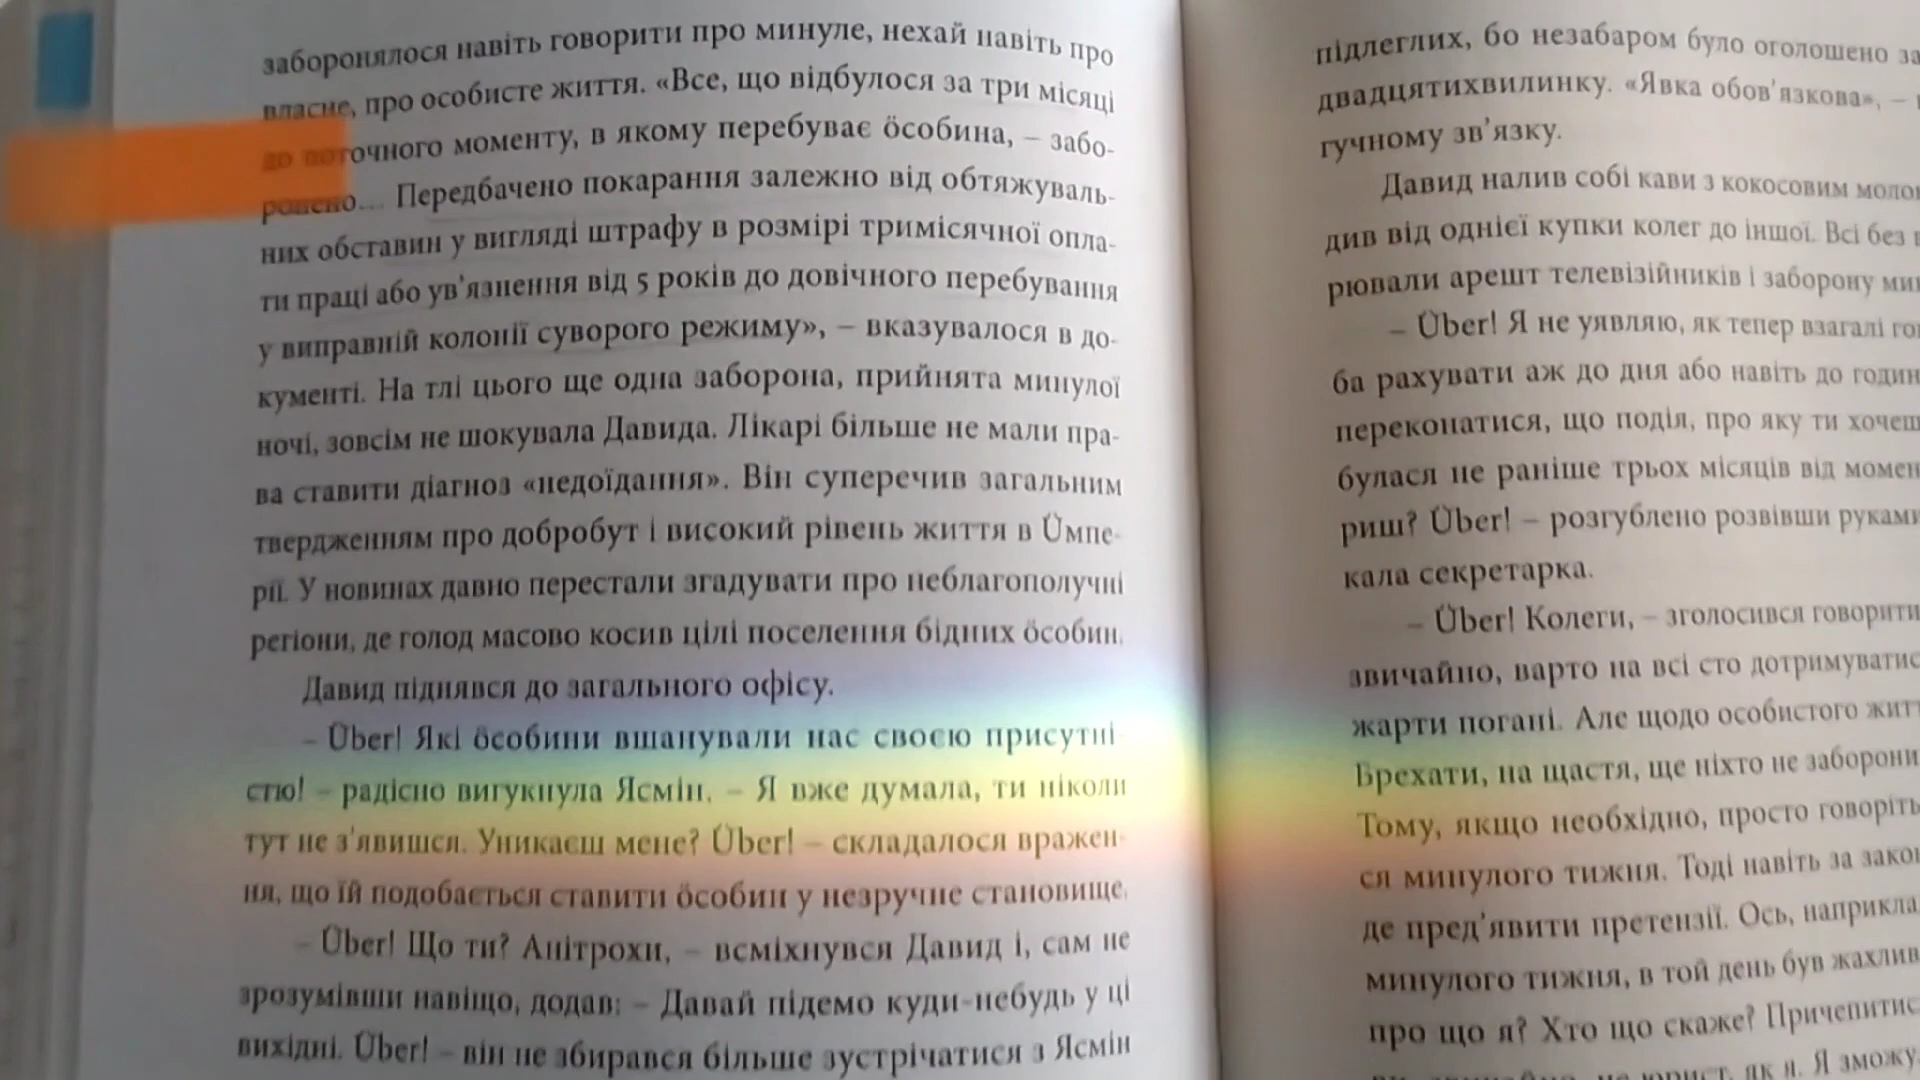 заборонялося навіть говорити про минуле, нехай навіть про
власне, про особисте життя. «Все, що відбулося за три місяці
до поточного моменту, в якому перебуває öсобина, – забо-
ронено... Передбачено покарання залежно від обтяжуваль-
них обставин у вигляді штрафу в розмірі тримісячної опла-
ти праці або ув’язнення від 5 років до довічного перебування
у виправній колонії суворого режиму», – вказувалося в до-
кументі. На тлі цього ще одна заборона, прийнята минулої
ночі, зовсім не шокувала Давида. Лікарі більше не мали пра-
ва ставити діагноз «недоїдання». Він суперечив загальним
твердженням про добробут і високий рівень життя в Ümпе-
рії. У новинах давно перестали згадувати про неблагополучні
регіони, де голод масово косив цілі поселення бідних öсобин.
Давид піднявся до загального офісу.
– Über! Які öсобини вшанували нас своєю присутні-
стю! – радісно вигукнула Ясмін. – Я вже думала, ти ніколи
тут не з’явишся. Уникаєш мене? Über! – складалося вражен-
ня, що їй подобається ставити öсобин у незручне становище.
– Über! Що ти? Анітрохи, – всміхнувся Давид і, сам не
зрозумівши навіщо, додав: – Давай підемо куди-небудь у ці
вихідні. Über! – він не збирався більше зустрічатися з Ясмін
підлеглих, бо незабаром було оголошено за
двадцятихвилинку. «Явка обов’язкова», –
гучному зв’язку.
Давид налив собі кави з кокосовим моло
див від однієї купки колег до іншої. Всі без
рювали арешт телевізійників і заборону ми
– Über! Я не уявляю, як тепер взагалі го
ба рахувати аж до дня або навіть до годин
переконатися, що подія, про яку ти хочеш
булася не раніше трьох місяців від момен
риш? Über! – розгублено розвівши руками
кала секретарка.
– Über! Колеги, – зголосився говорити
звичайно, варто на всі сто дотримуватис
жарти погані. Але щодо особистого житт
Брехати, на щастя, ще ніхто не заборони
Тому, якщо необхідно, просто говоріть
ся минулого тижня. Тоді навіть за зако
де пред’явити претензії. Ось, наприкла
минулого тижня, в той день був жахлив
про що я? Хто що скаже? Причепитис
юрист, як я. Я зможу